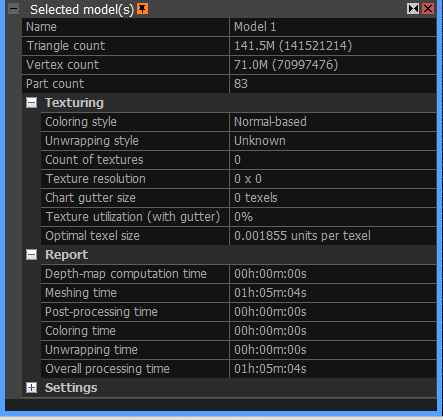 Selected model(s)
Name Model 1
Triangle count 141.5M (141521214)
Vertex count 71.0M (70997476)
Part count 83
Texturing
Coloring style Normal-based
Unwrapping style Unknown
Count of textures 0
Texture resolution 0 x 0
Chart gutter size 0 texels
Texture utilization (with gutter) 0%
Optimal texel size 0.001855 units per texel
Report
Depth-map computation time 00h:00m:00s
Meshing time 01h:05m:04s
Post-processing time 00h:00m:00s
Coloring time 00h:00m:00s
Unwrapping time 00h:00m:00s
Overall processing time 01h:05m:04s
Settings